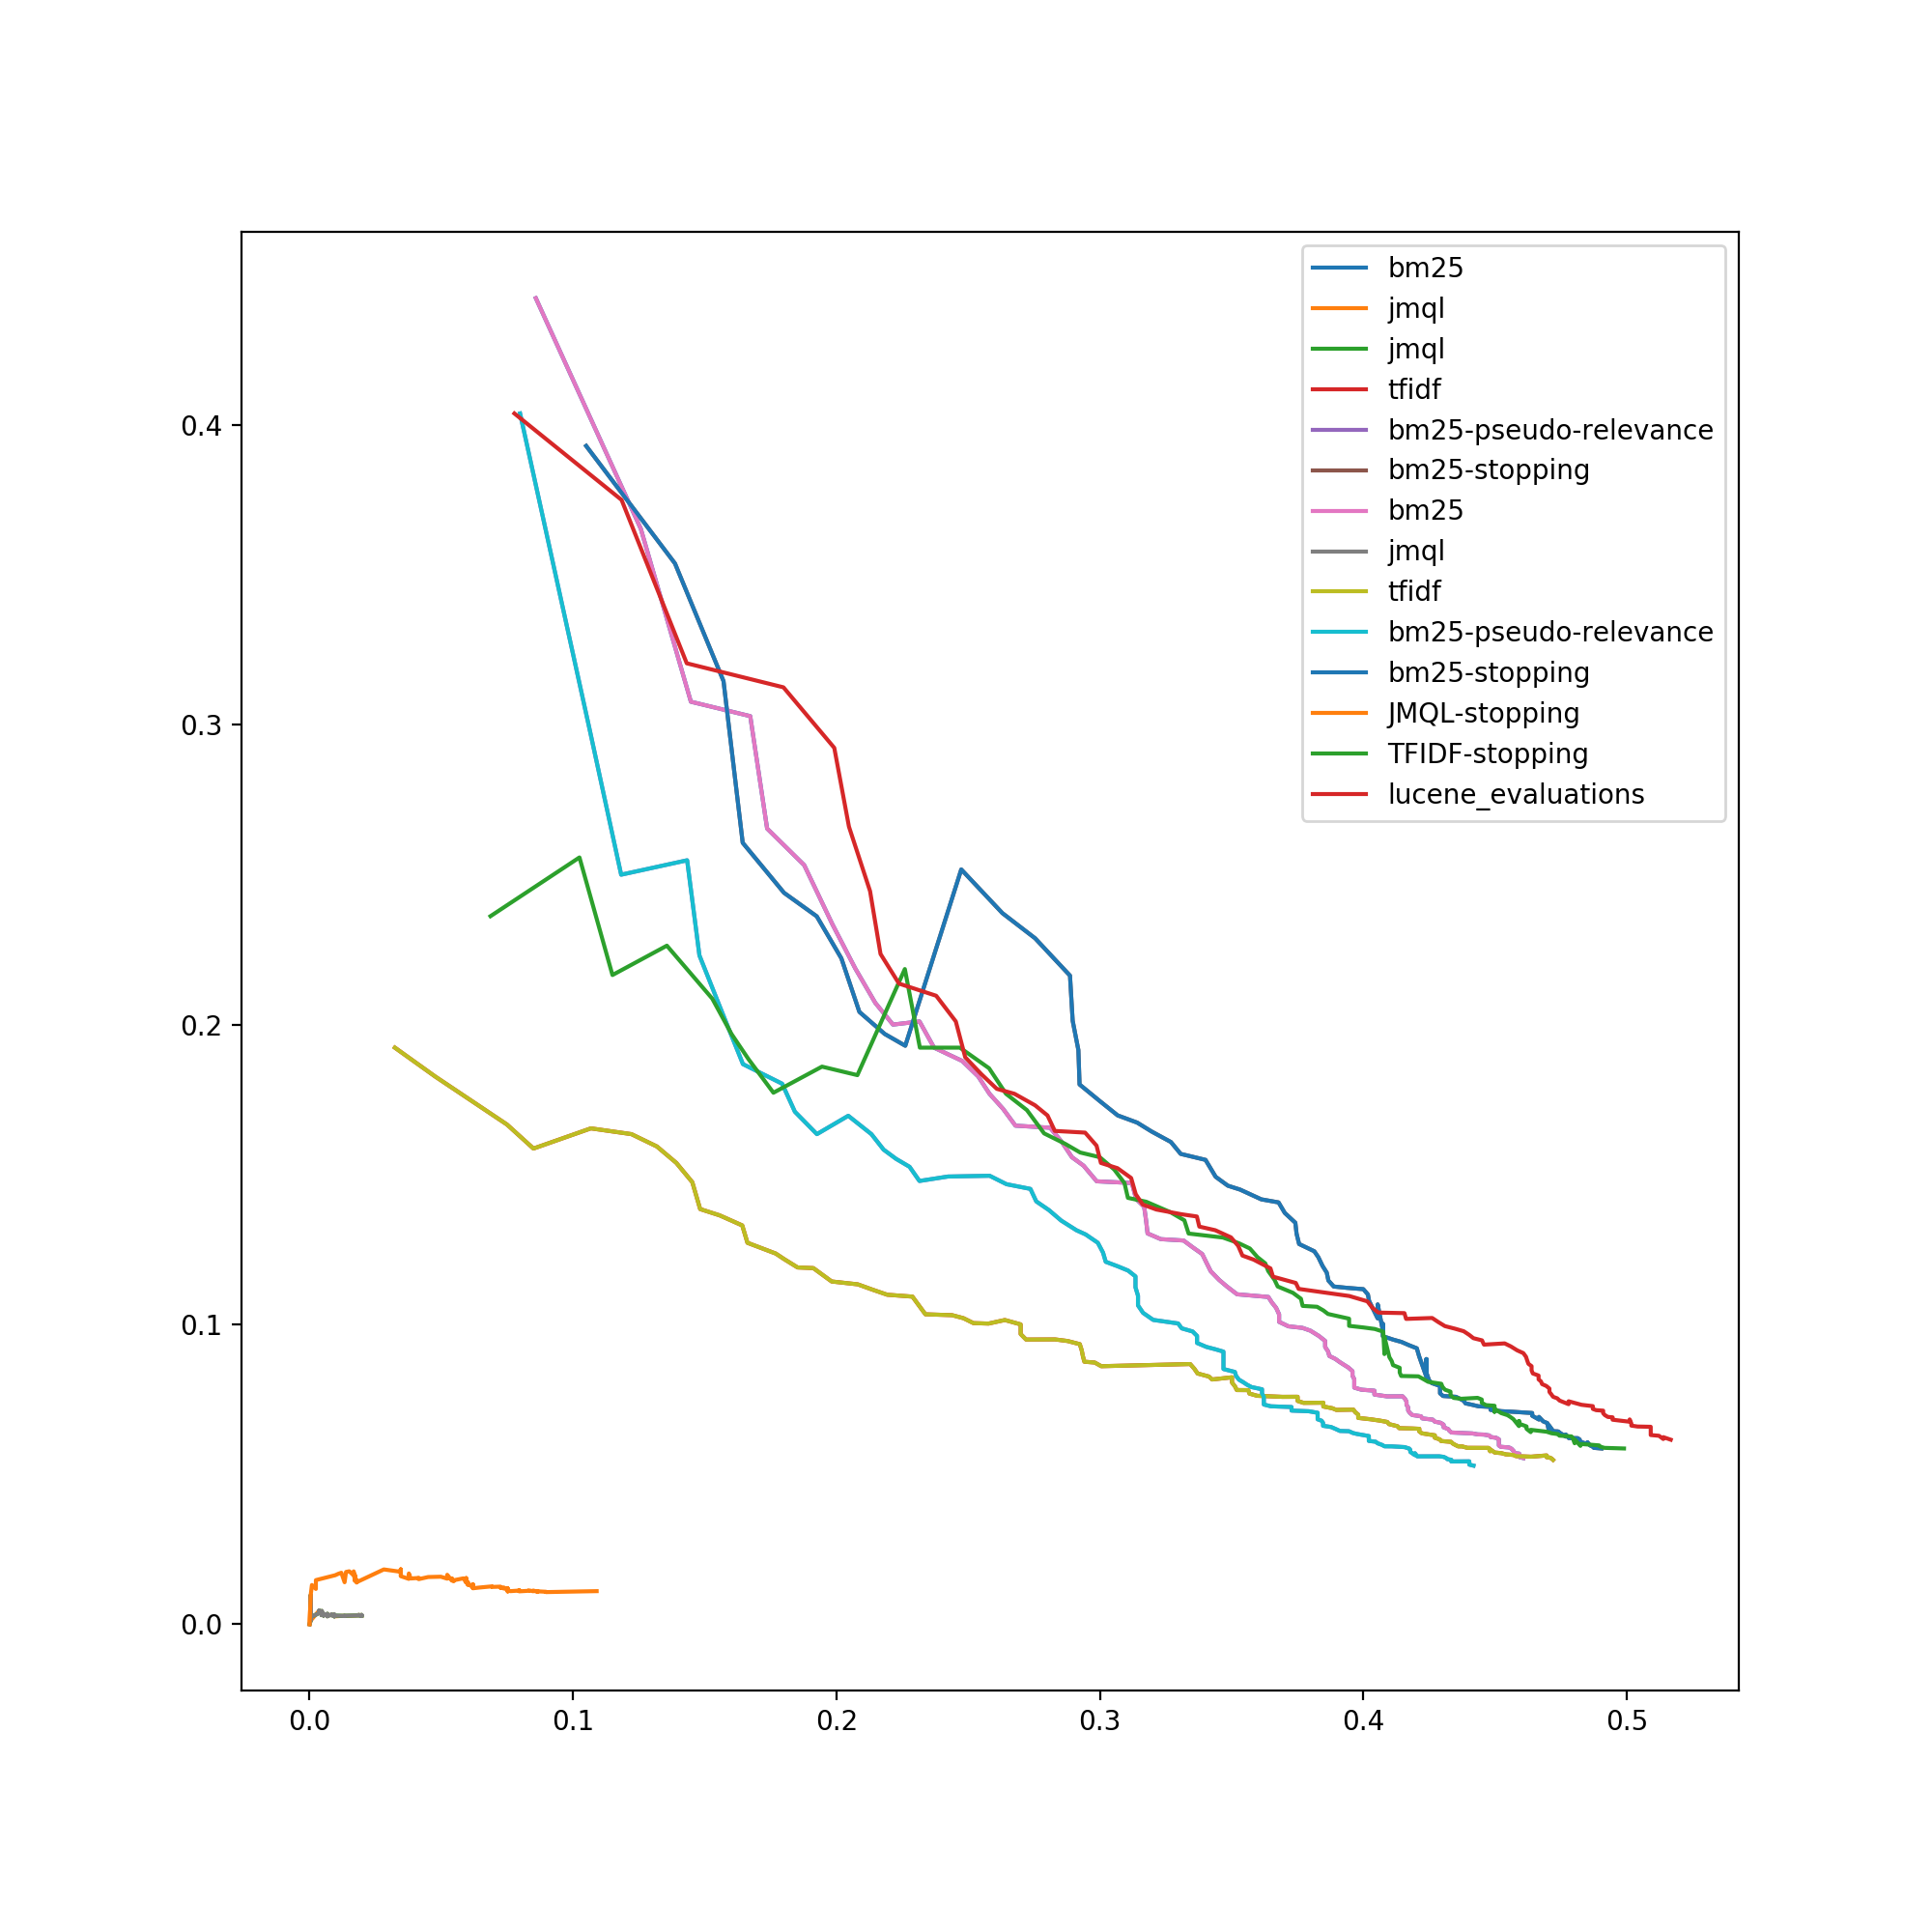 bm25
jmql
jmql
tfidf
bm25-pseudo-relevance
bm25-stopping
bm25
jmql
tfidf
bm25-pseudo-relevance
bm25-stopping
JMQL-stopping
TFIDF-stopping
lucene_evaluations
0.4
0.3
0.2
0.1
0.0
0.0 0.1 0.2 0.3 0.4 0.5